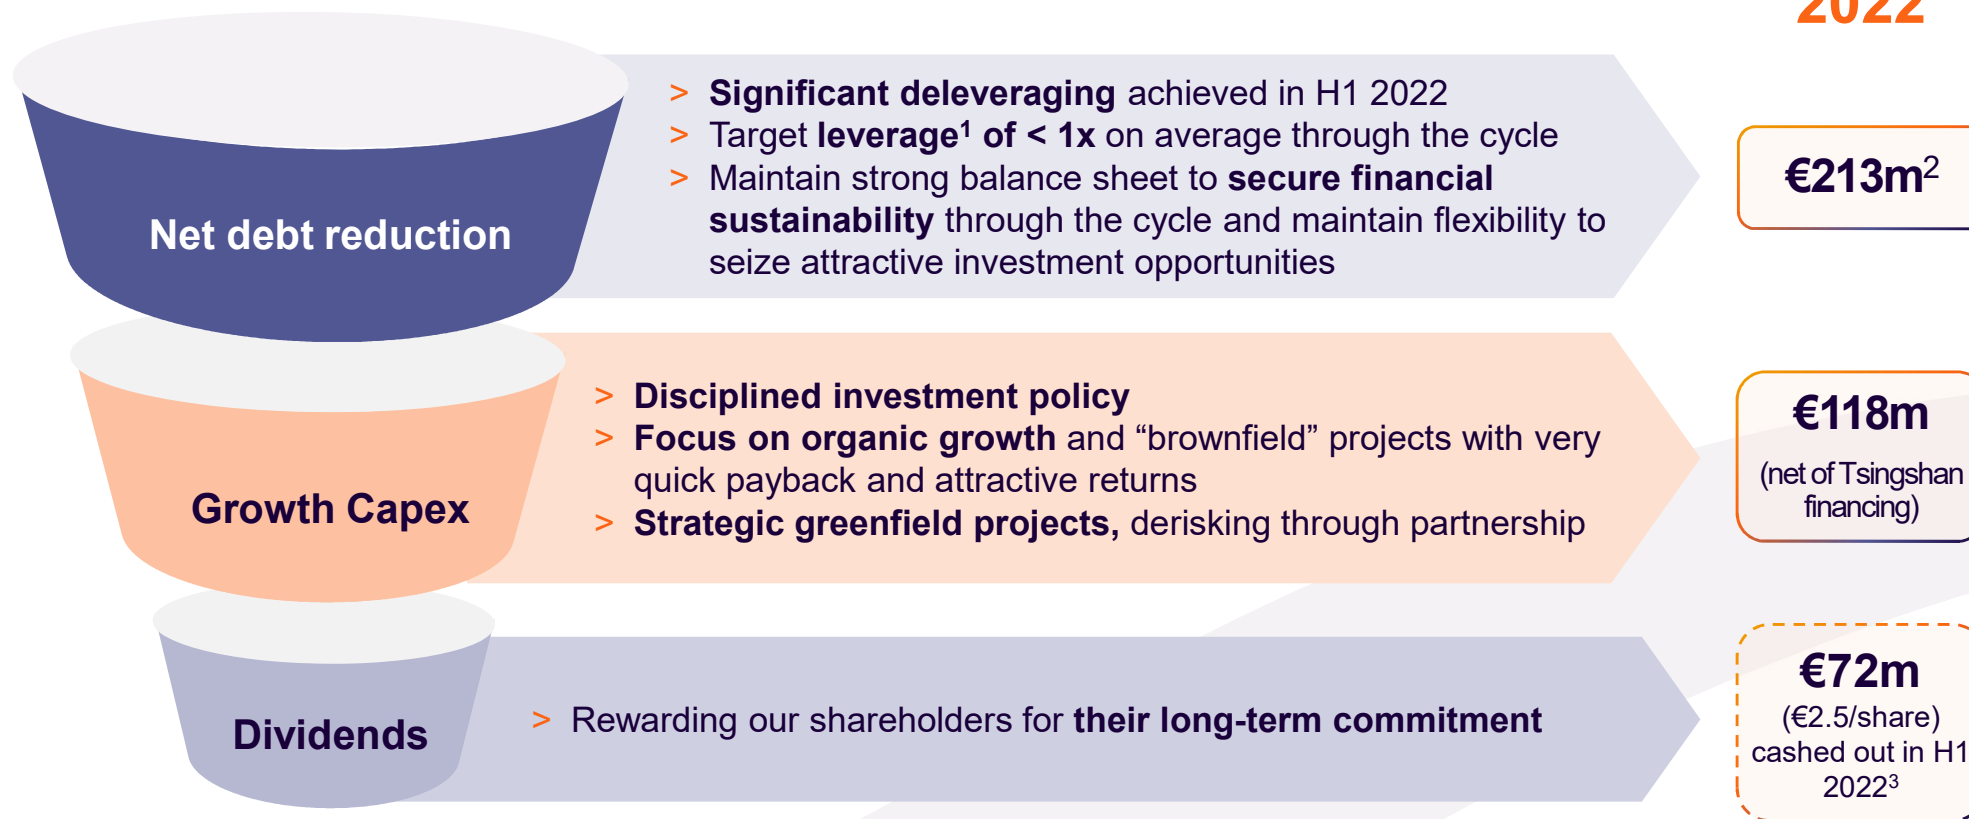 2022
> Significant deleveraging achieved in H1 2022
> Target leverage¹ of < 1x on average through the cycle
> Maintain strong balance sheet to secure financial
sustainability through the cycle and maintain flexibility to
seize attractive investment opportunities
Net debt reduction
€213m²
> Disciplined investment policy
> Focus on organic growth and “brownfield” projects with very
quick payback and attractive returns
> Strategic greenfield projects, derisking through partnership
Growth Capex
€118m
(net of Tsingshan
financing)
> Rewarding our shareholders for their long-term commitment
Dividends
€72m
(€2.5/share)
cashed out in H1
2022³